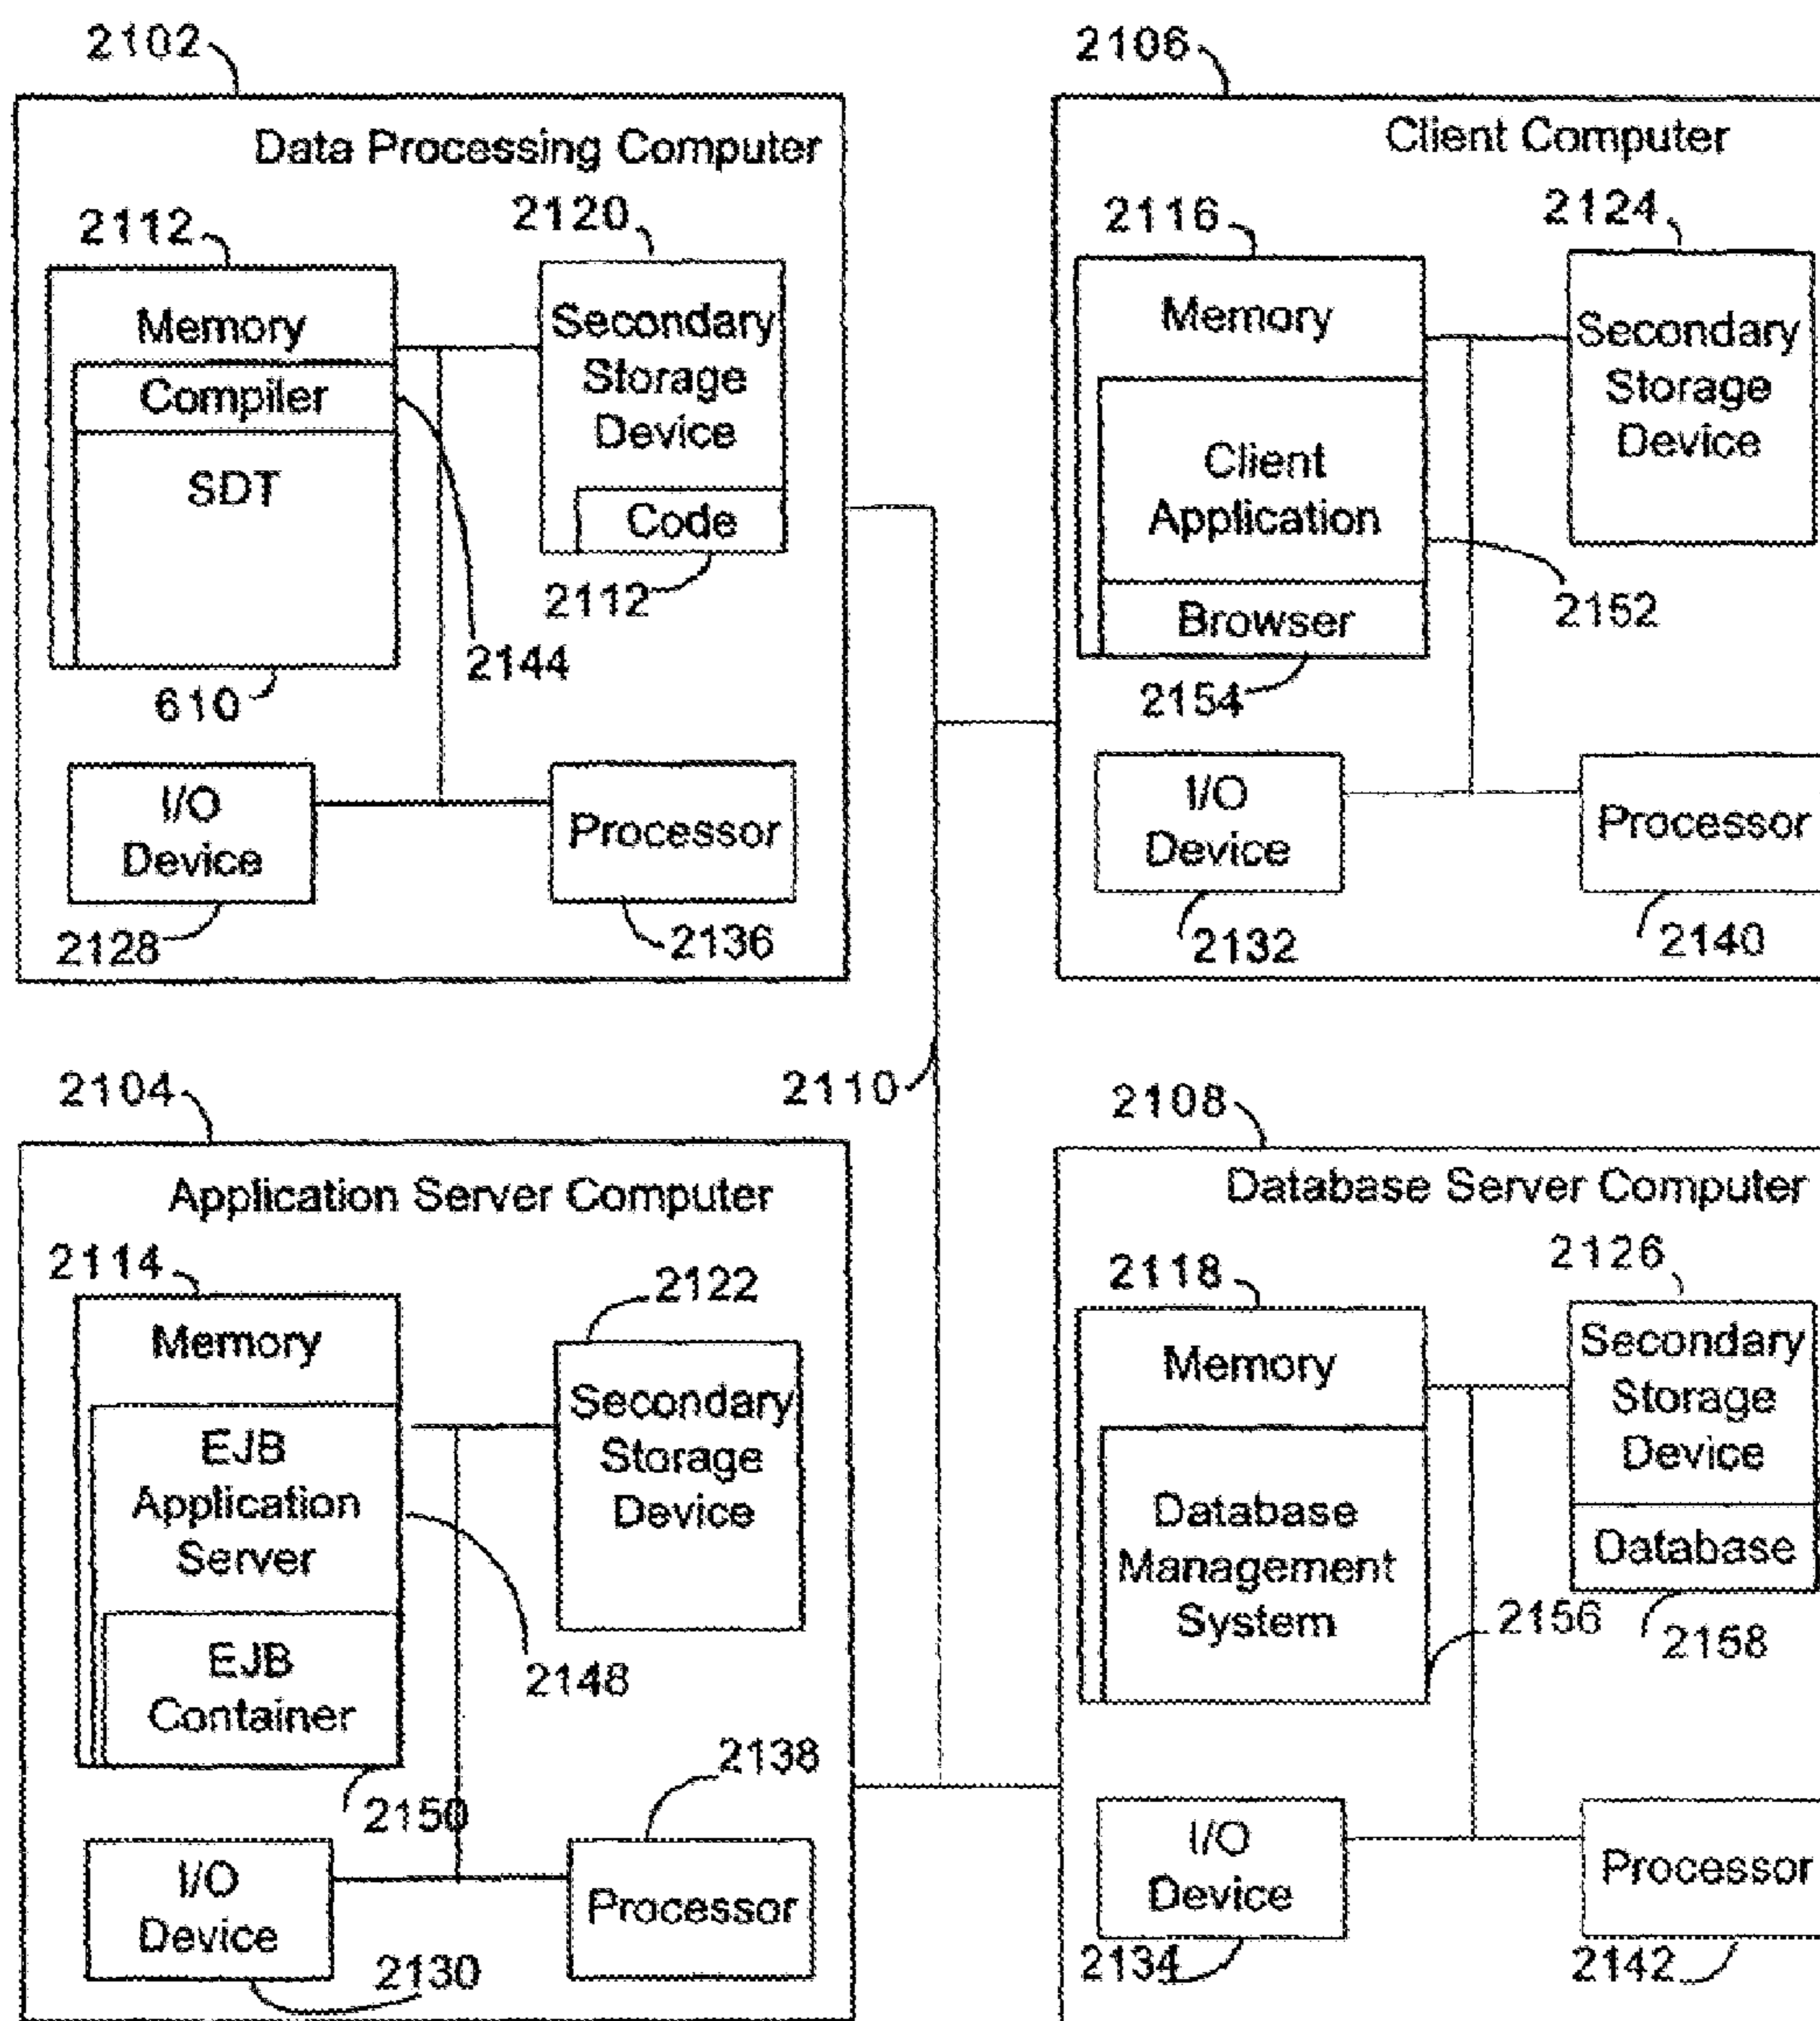 2102
Data Processing Computer
2112
2120
Memory
Compiler
SDT
Secondary
Storage
Device
Code
2112
2144
610
I/O
Device
Processor
2128
2136
2106
Client Computer
2116
2124
Memory
Client
Application
Browser
Secondary
Storage
Device
2152
2154
I/O
Device
Processor
2132
2140
2110
2104
Application Server Computer
2114
2122
Memory
EJB
Application
Server
EJB
Container
Secondary
Storage
Device
2148
2150
2138
I/O
Device
Processor
2130
2108
Database Server Computer
2118
2126
Memory
Database
Management
System
Secondary
Storage
Device
Database
2156
2158
I/O
Device
Processor
2134
2142